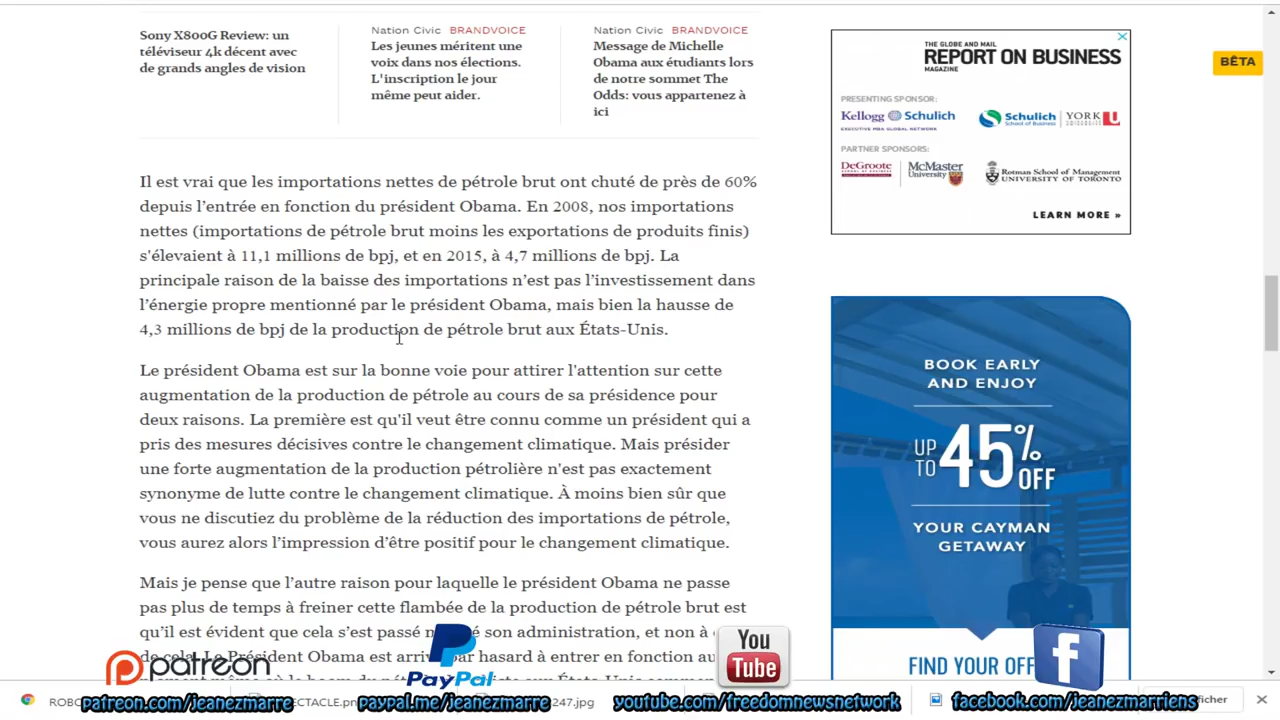 Sony X800G Review: un
téléviseur 4k décent avec
de grands angles de vision
Nation Civic BRANDVOICE
Les jeunes méritent une
voix dans nos élections.
L'inscription le jour
même peut aider.
Nation Civic BRANDVOICE
Message de Michelle
Obama aux étudiants lors
de notre sommet The
Odds: vous appartenez à
ici
Il est vrai que les importations nettes de pétrole brut ont chuté de près de 60%
depuis l’entrée en fonction du président Obama. En 2008, nos importations
nettes (importations de pétrole brut moins les exportations de produits finis)
s'élevaient à 11,1 millions de bpj, et en 2015, à 4,7 millions de bpj. La
principale raison de la baisse des importations n’est pas l’investissement dans
l’énergie propre mentionné par le président Obama, mais bien la hausse de
4,3 millions de bpj de la production de pétrole brut aux États-Unis.
Le président Obama est sur la bonne voie pour attirer l'attention sur cette
augmentation de la production de pétrole au cours de sa présidence pour
deux raisons. La première est qu'il veut être connu comme un président qui a
pris des mesures décisives contre le changement climatique. Mais présider
une forte augmentation de la production pétrolière n'est pas exactement
synonyme de lutte contre le changement climatique. À moins bien sûr que
vous ne discutiez du problème de la réduction des importations de pétrole,
vous aurez alors l’impression d’être positif pour le changement climatique.
Mais je pense que l’autre raison pour laquelle le président Obama ne passe
pas plus de temps à freiner cette flambée de la production de pétrole brut est
qu’il est évident que cela s’est passé son administration, et non à
de cela. Le Président Obama est arrivé par hasard à entrer en fonction au
THE GLOBE AND MAIL
REPORT ON BUSINESS
MAGAZINE
PRESENTING SPONSOR:
Kellogg Schulich
EXECUTIVE MBA GLOBAL NETWORK
Schulich
School of Business
YORK U
UNIVERSITÉ
PARTNER SPONSORS:
DeGroote
SCHOOL OF BUSINESS
McMaster
University
Rotman School of Management
UNIVERSITY OF TORONTO
LEARN MORE »
BÊTA
BOOK EARLY
AND ENJOY
UP TO 45% OFF
YOUR CAYMAN
GETAWAY
FIND YOUR OFF
patreon
PayPal
You
Tube
f
ROBO
SPECTACLE.pn
247.jpg
ficher
patreon.com/jeanezmarre
paypal.me/jeanezmarre
youtube.com/freedomnewsnetwork
facebook.com/jeanezmarriens